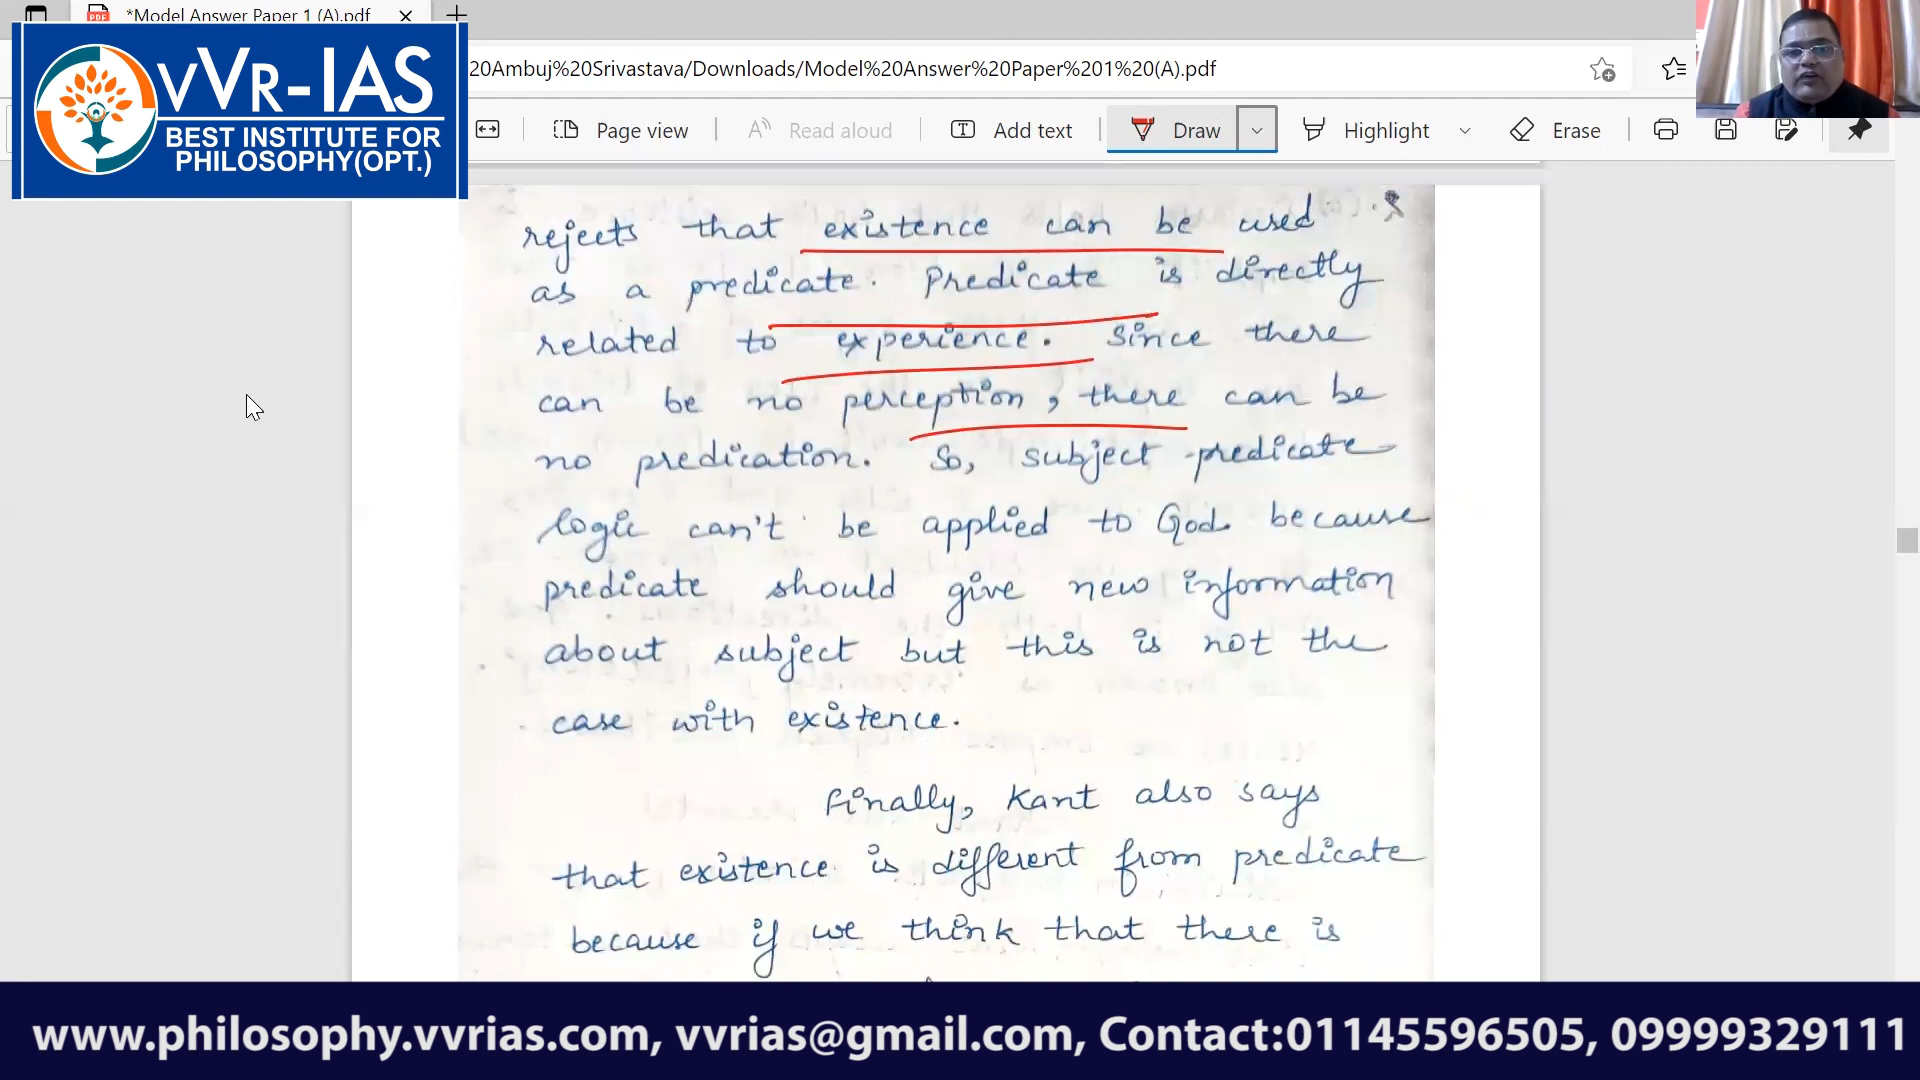 *Model Answer Paper 1 (A).pdf
vVR-IAS
BEST INSTITUTE FOR
PHILOSOPHY(OPT.)
20Ambuj%20Srivastava/Downloads/Model%20Answer%20Paper%201%20(A).pdf
Page view
Read aloud
Add text
Draw
Highlight
Erase
rejects that existence can be used
as a predicate. Predicate is directly
related to experience. Since there
can be no perception, there can be
no predication. So, subject-predicate
logic can't be applied to God because
predicate should give new information
about subject but this is not the
case with existence.
Finally, Kant also says
that existence is different from predicate
because if we think that there is
www.philosophy.vvrias.com, vvrias@gmail.com, Contact:01145596505, 09999329111